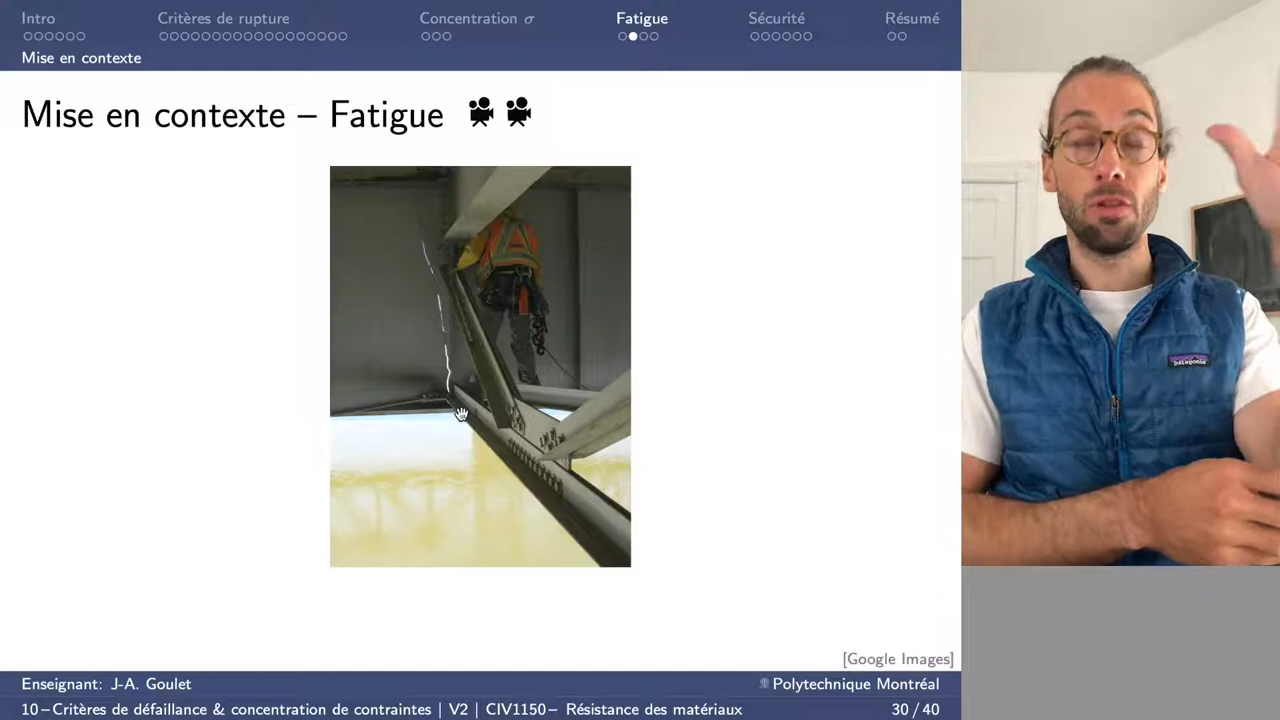 Intro
Critères de rupture
Concentration σ
Fatigue
Sécurité
Résumé
Mise en contexte
Mise en contexte – Fatigue
patagonia
[Google Images]
Enseignant: J-A. Goulet
Polytechnique Montréal
10 – Critères de défaillance & concentration de contraintes | V2 | CIV1150 – Résistance des matériaux
30 / 40